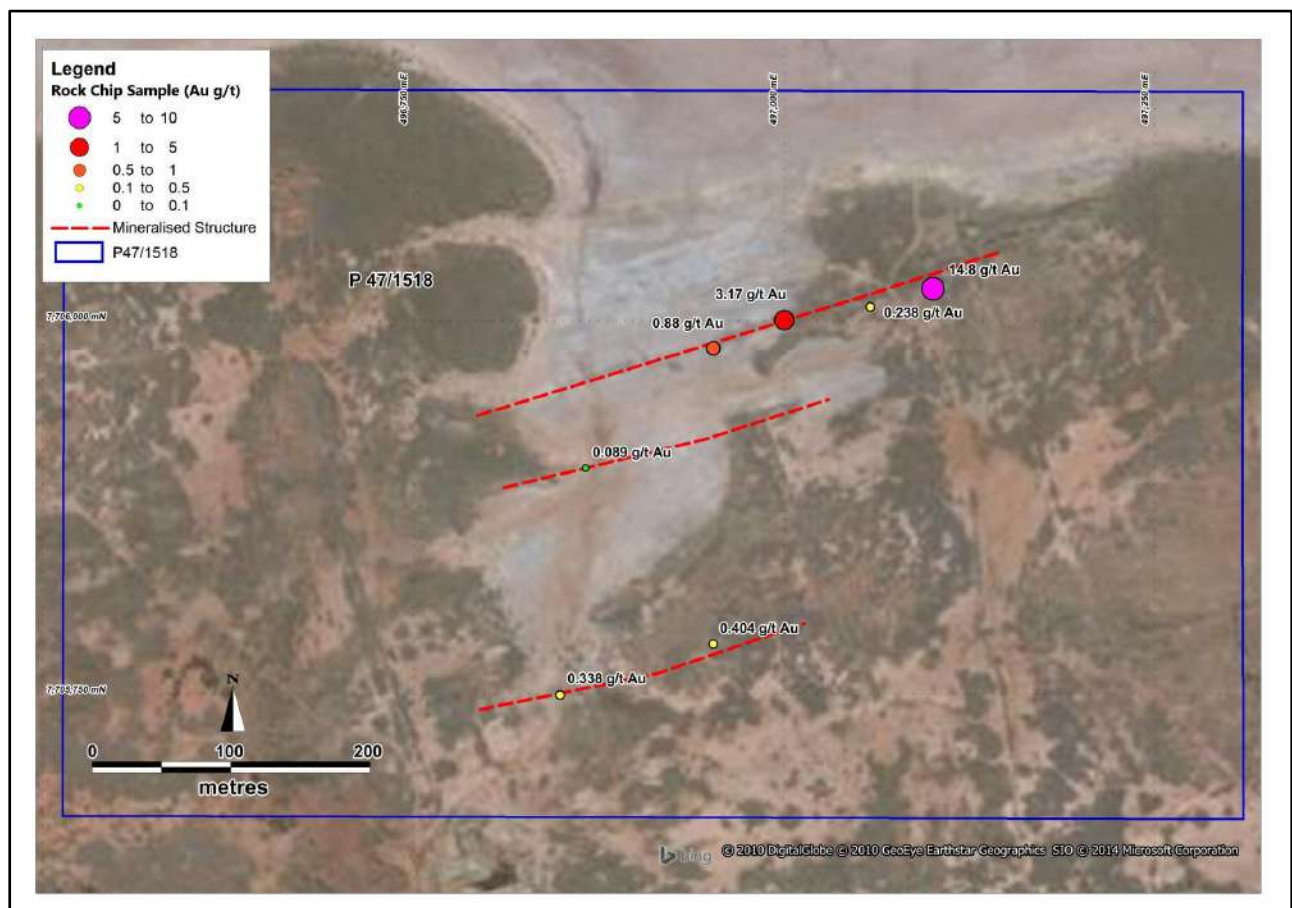 Legend
Rock Chip Sample (Au g/t)
5 to 10
1 to 5
0.5 to 1
0.1 to 0.5
0 to 0.1
Mineralised Structure
P47/1518
496,750 mE
497,000 mE
497,250 mE
P 47/1518
14.8 g/t Au
3.17 g/t Au
0.238 g/t Au
7,706,000 mN
0.88 g/t Au
0.089 g/t Au
0.404 g/t Au
0.338 g/t Au
7,705,750 mN
N
0 100 200
metres
bing © 2010 DigitalGlobe © 2010 GeoEye Earthstar Geographics SIO © 2014 Microsoft Corporation